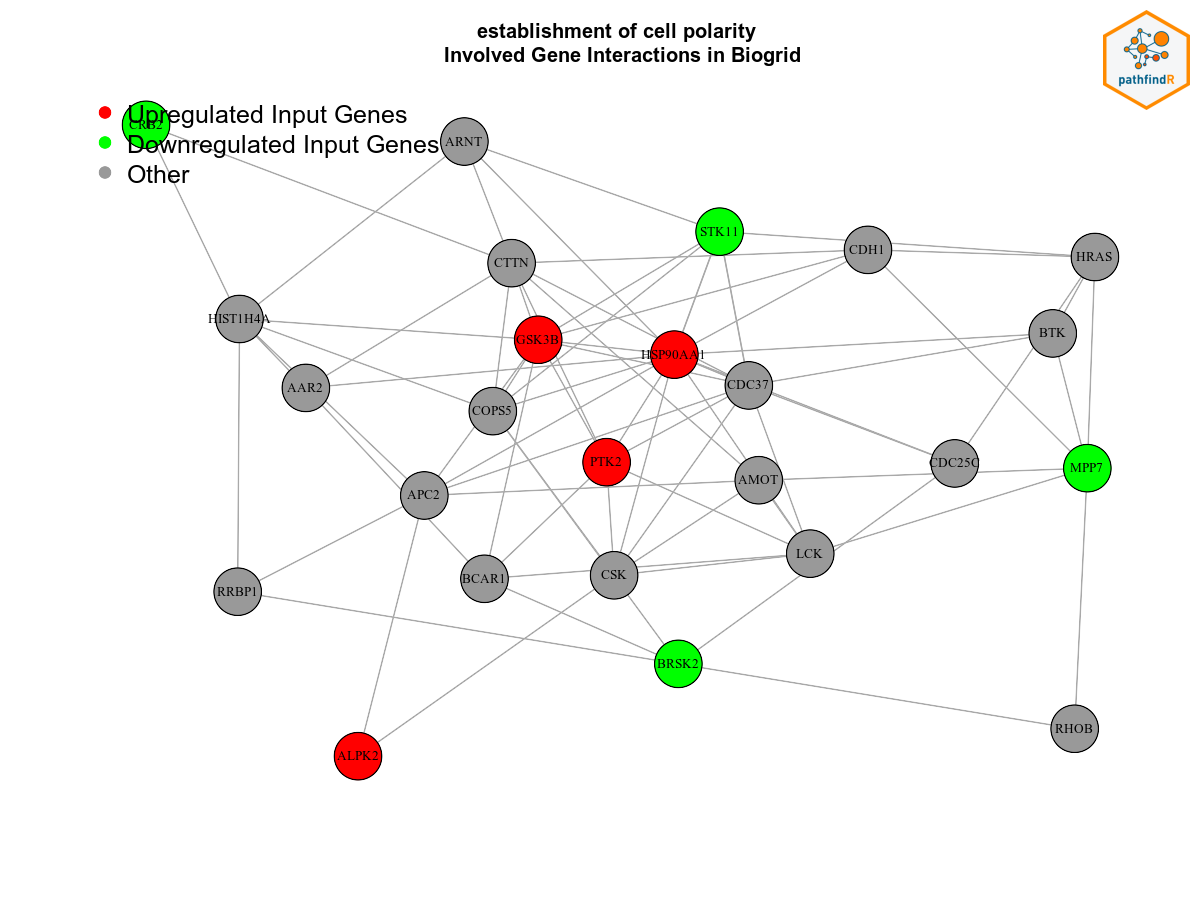 establishment of cell polarity
Involved Gene Interactions in Biogrid
pathfindR
Upregulated Input Genes
Downregulated Input Genes
Other
CRB2
ARNT
STK11
CDH1
HRAS
CTTN
HIST1H4A
GSK3B
HSP90AA1
BTK
AAR2
COPS5
CDC37
PTK2
CDC25C
MPP7
AMOT
APC2
LCK
BCAR1
CSK
RRBP1
BRSK2
RHOB
ALPK2